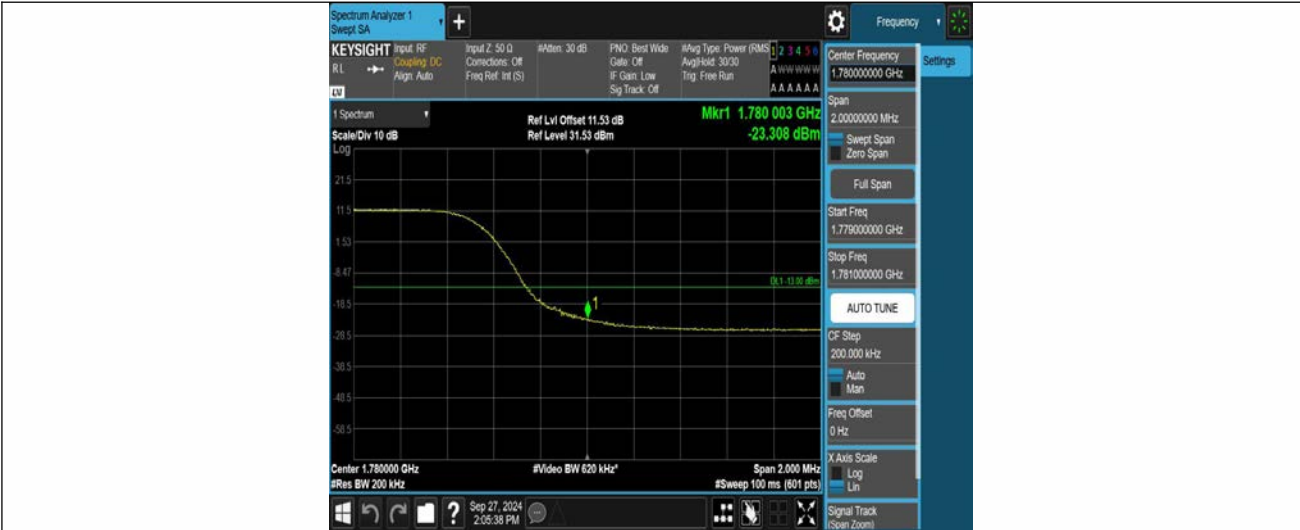 Spectrum Analyzer 1
Swept SA
+
Frequency
KEYSIGHT
RL
Input: RF
Coupling: DC
Align: Auto
Input Z: 50 Ω
Corrections: Off
Freq Ref: Int (S)
#Atten: 30 dB
PNO: Best Wide
Gate: Off
IF Gain: Low
Sig Track: Off
#Avg Type: Power (RMS
Avg|Hold: 30/30
Trig: Free Run
1 2 3 4 5 6
A W W W W W
A A A A A A
1 Spectrum
Scale/Div 10 dB
Log
Ref Lvl Offset 11.53 dB
Ref Level 31.53 dBm
Mkr1 1.780 003 GHz
-23.308 dBm
21.5
11.5
1.53
-8.47
-18.5
-28.5
-38.5
-48.5
-58.5
DL1 -13.00 dBm
1
Center 1.780000 GHz
#Res BW 200 kHz
#Video BW 620 kHz*
Span 2.000 MHz
#Sweep 100 ms (601 pts)
?
Sep 27, 2024
2:05:38 PM
Center Frequency
1.780000000 GHz
Settings
Span
2.00000000 MHz
Swept Span
Zero Span
Full Span
Start Freq
1.779000000 GHz
Stop Freq
1.781000000 GHz
AUTO TUNE
CF Step
200.000 kHz
Auto
Man
Freq Offset
0 Hz
X Axis Scale
Log
Lin
Signal Track
(Span Zoom)